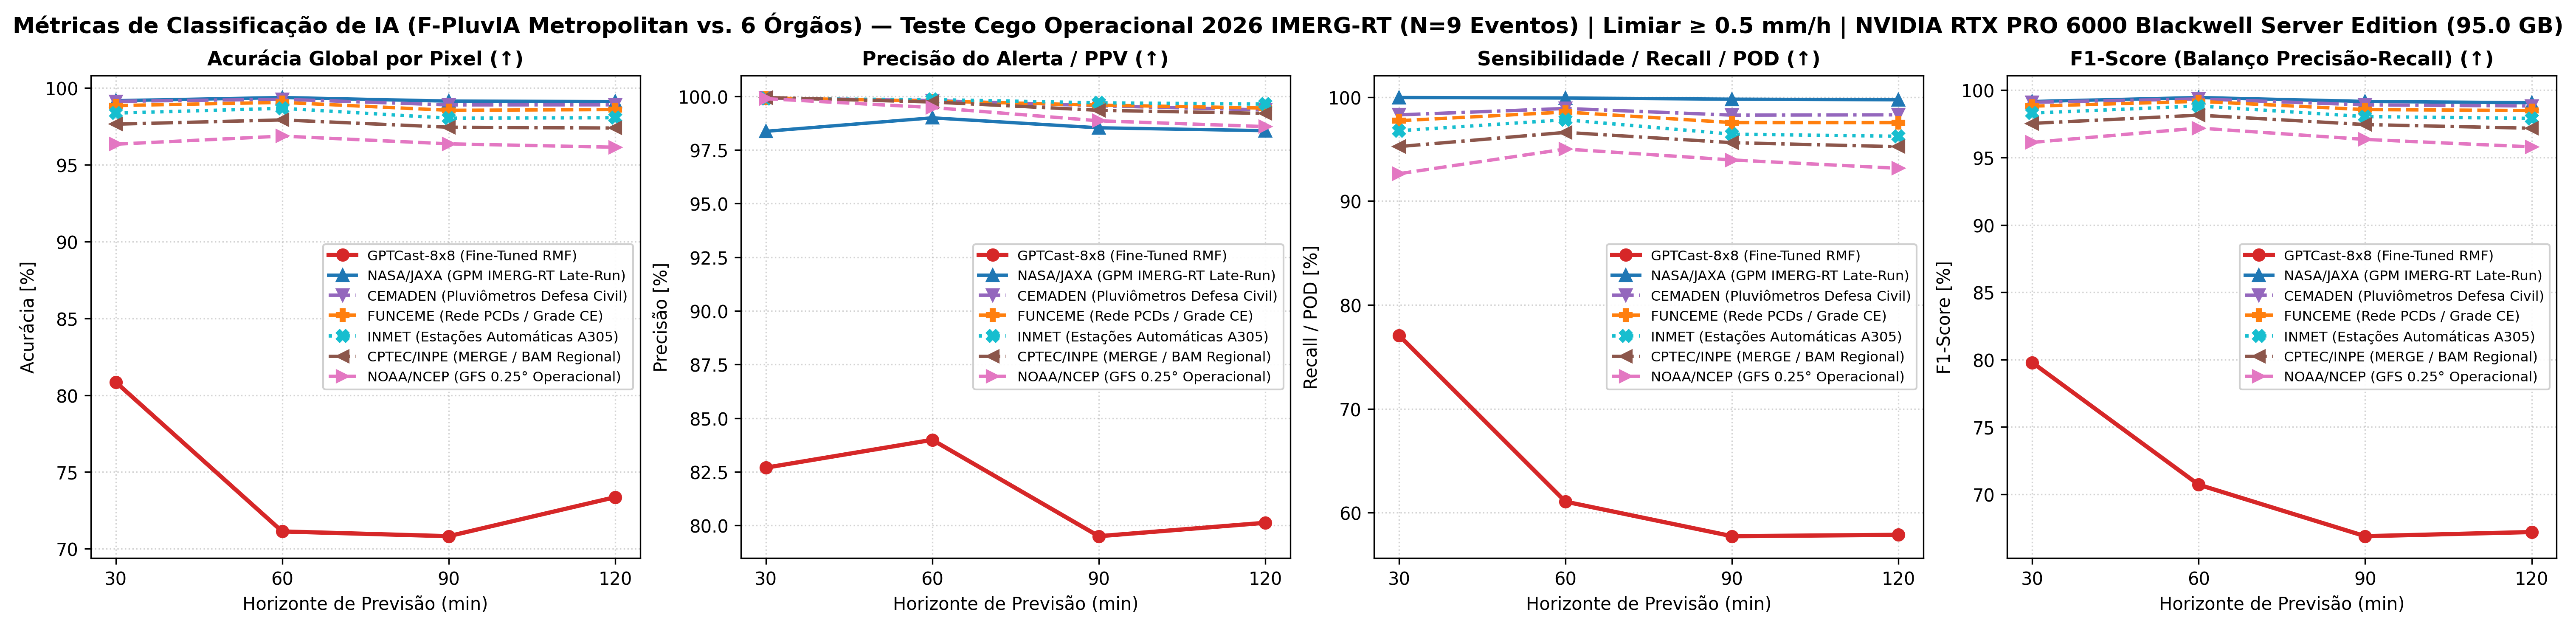 Métricas de Classificação de IA (F-PluvIA Metropolitan vs. 6 Órgãos) — Teste Cego Operacional 2026 IMERG-RT (N=9 Eventos) | Limiar ≥ 0.5 mm/h | NVIDIA RTX PRO 6000 Blackwell Server Edition (95.0 GB)
Acurácia Global por Pixel (↑)
Acurácia [%]
100
95
90
85
80
75
70
GPTCast-8x8 (Fine-Tuned RMF)
NASA/JAXA (GPM IMERG-RT Late-Run)
CEMADEN (Pluviômetros Defesa Civil)
FUNCEME (Rede PCDs / Grade CE)
INMET (Estações Automáticas A305)
CPTEC/INPE (MERGE / BAM Regional)
NOAA/NCEP (GFS 0.25° Operacional)
30 60 90 120
Horizonte de Previsão (min)
Precisão do Alerta / PPV (↑)
Precisão [%]
100.0
97.5
95.0
92.5
90.0
87.5
85.0
82.5
80.0
GPTCast-8x8 (Fine-Tuned RMF)
NASA/JAXA (GPM IMERG-RT Late-Run)
CEMADEN (Pluviômetros Defesa Civil)
FUNCEME (Rede PCDs / Grade CE)
INMET (Estações Automáticas A305)
CPTEC/INPE (MERGE / BAM Regional)
NOAA/NCEP (GFS 0.25° Operacional)
30 60 90 120
Horizonte de Previsão (min)
Sensibilidade / Recall / POD (↑)
Recall / POD [%]
100
90
80
70
60
GPTCast-8x8 (Fine-Tuned RMF)
NASA/JAXA (GPM IMERG-RT Late-Run)
CEMADEN (Pluviômetros Defesa Civil)
FUNCEME (Rede PCDs / Grade CE)
INMET (Estações Automáticas A305)
CPTEC/INPE (MERGE / BAM Regional)
NOAA/NCEP (GFS 0.25° Operacional)
30 60 90 120
Horizonte de Previsão (min)
F1-Score (Balanço Precisão-Recall) (↑)
F1-Score [%]
100
95
90
85
80
75
70
GPTCast-8x8 (Fine-Tuned RMF)
NASA/JAXA (GPM IMERG-RT Late-Run)
CEMADEN (Pluviômetros Defesa Civil)
FUNCEME (Rede PCDs / Grade CE)
INMET (Estações Automáticas A305)
CPTEC/INPE (MERGE / BAM Regional)
NOAA/NCEP (GFS 0.25° Operacional)
30 60 90 120
Horizonte de Previsão (min)